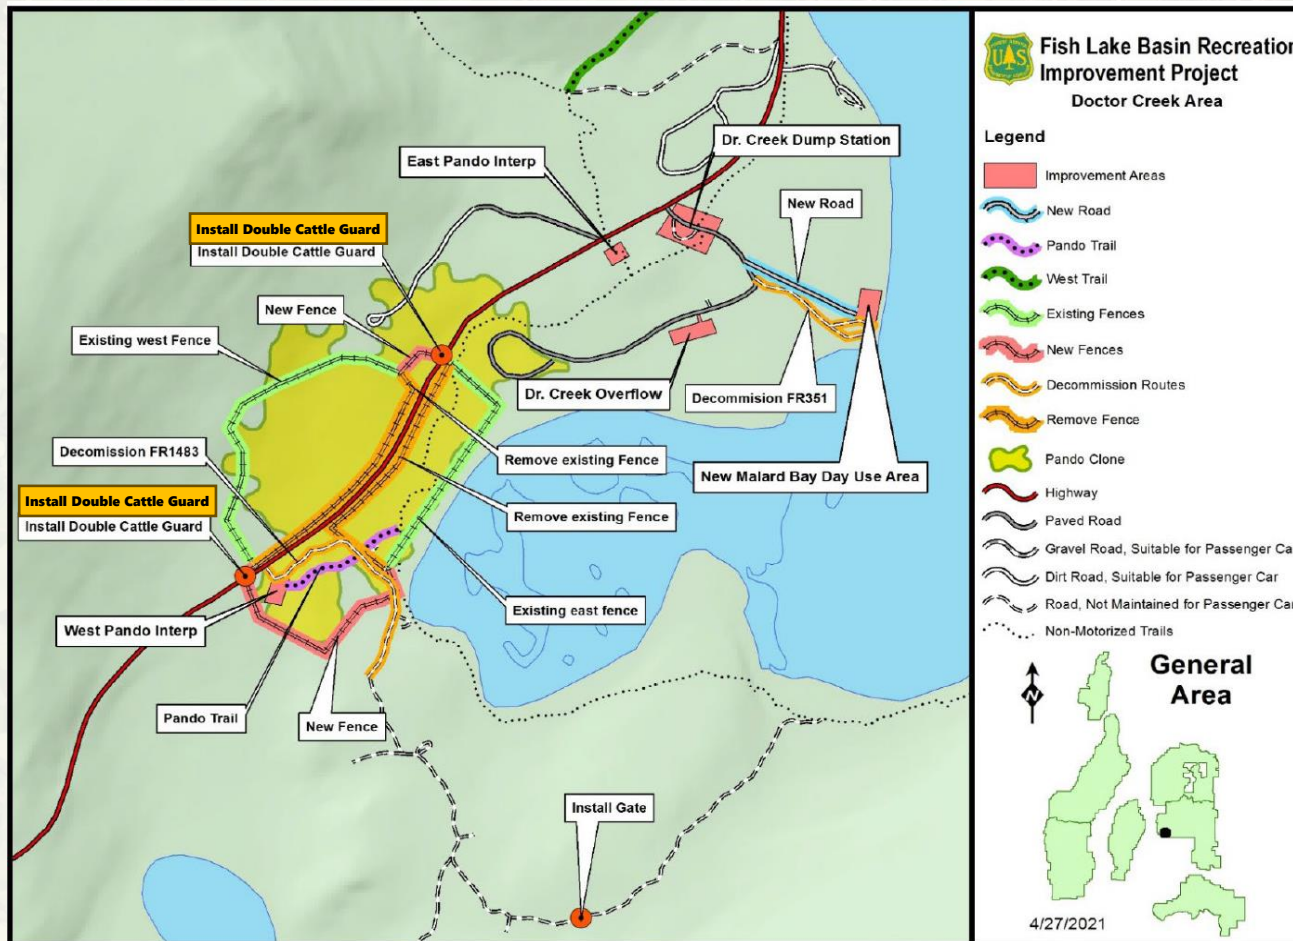 East Pando Interp
Dr. Creek Dump Station
New Road
Install Double Cattle Guard
Install Double Cattle Guard
New Fence
Existing west Fence
Dr. Creek Overflow
Decommision FR351
New Malard Bay Day Use Area
Decomission FR1483
Remove existing Fence
Install Double Cattle Guard
Install Double Cattle Guard
Remove existing Fence
Existing east fence
West Pando Interp
Pando Trail
New Fence
Install Gate
UAS
Fish Lake Basin Recreation
Improvement Project
Doctor Creek Area
Legend
Improvement Areas
New Road
Pando Trail
West Trail
Existing Fences
New Fences
Decommission Routes
Remove Fence
Pando Clone
Highway
Paved Road
Gravel Road, Suitable for Passenger Ca
Dirt Road, Suitable for Passenger Car
Road, Not Maintained for Passenger Car
Non-Motorized Trails
N
General
Area
4/27/2021